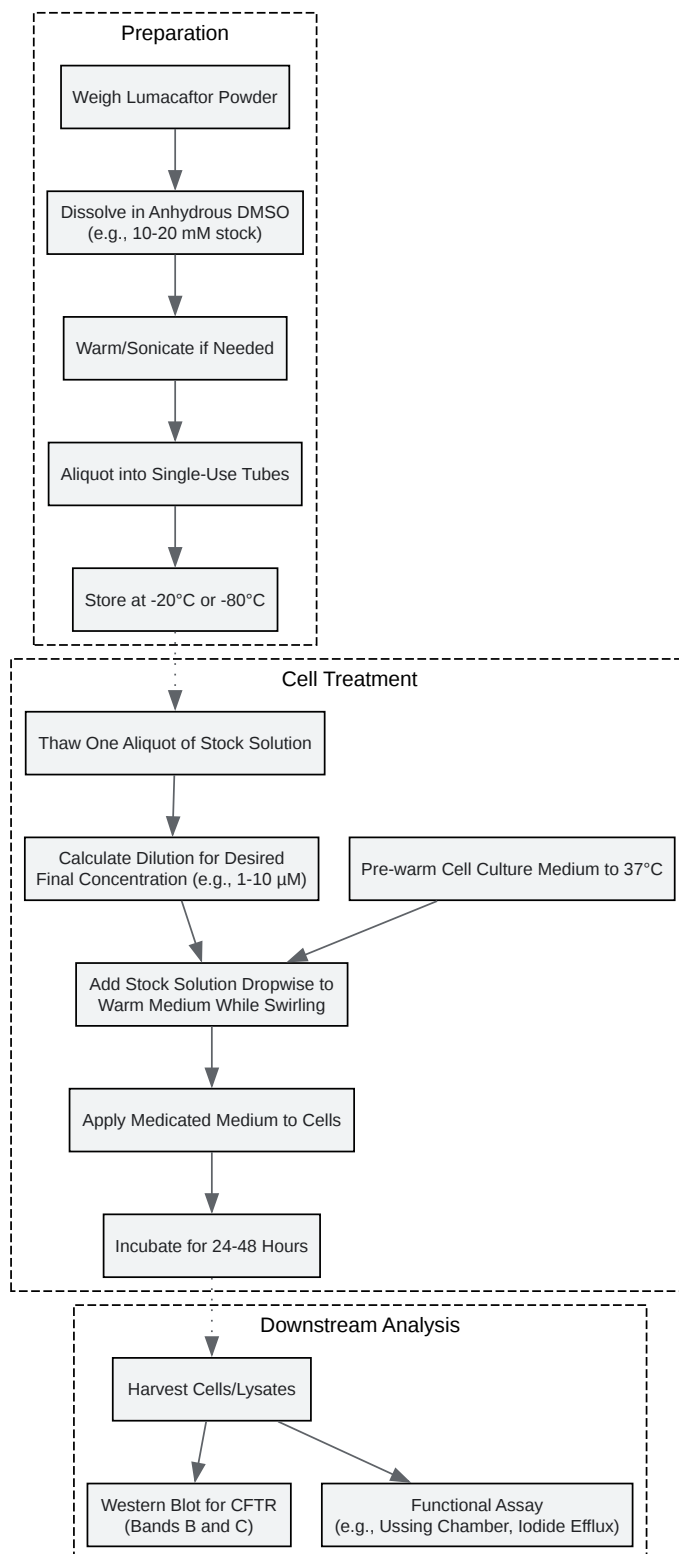 Preparation
Weigh Lumacaftor Powder
Dissolve in Anhydrous DMSO
(e.g., 10-20 mM stock)
Warm/Sonicate if Needed
Aliquot into Single-Use Tubes
Store at -20°C or -80°C
Cell Treatment
Thaw One Aliquot of Stock Solution
Calculate Dilution for Desired
Final Concentration (e.g., 1-10 µM)
Pre-warm Cell Culture Medium to 37°C
Add Stock Solution Dropwise to
Warm Medium While Swirling
Apply Medicated Medium to Cells
Incubate for 24-48 Hours
Downstream Analysis
Harvest Cells/Lysates
Western Blot for CFTR
(Bands B and C)
Functional Assay
(e.g., Ussing Chamber, Iodide Efflux)